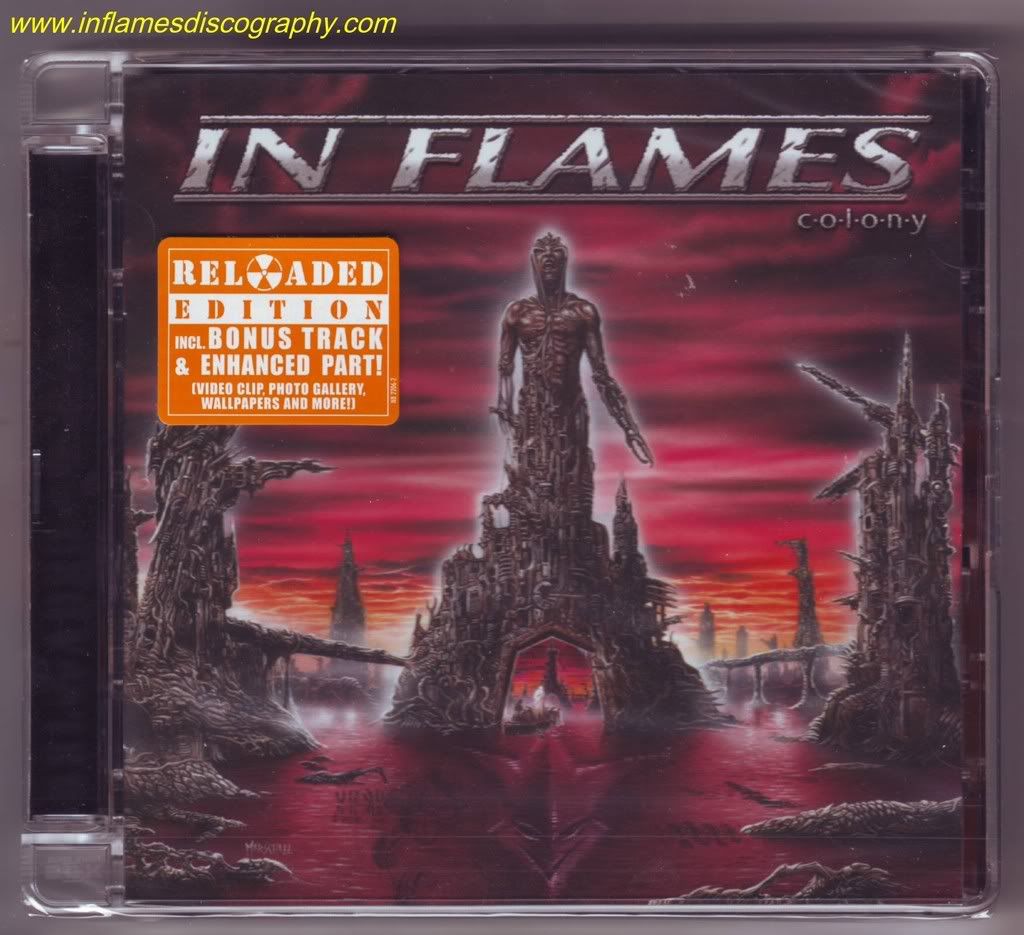 www.inflamesdiscography.com
IN FLAMES
c·o·l·o·n·y
RELOADED
EDITION
INCL. BONUS TRACK
& ENHANCED PART!
(VIDEO CLIP, PHOTO GALLERY,
WALLPAPERS AND MORE!)